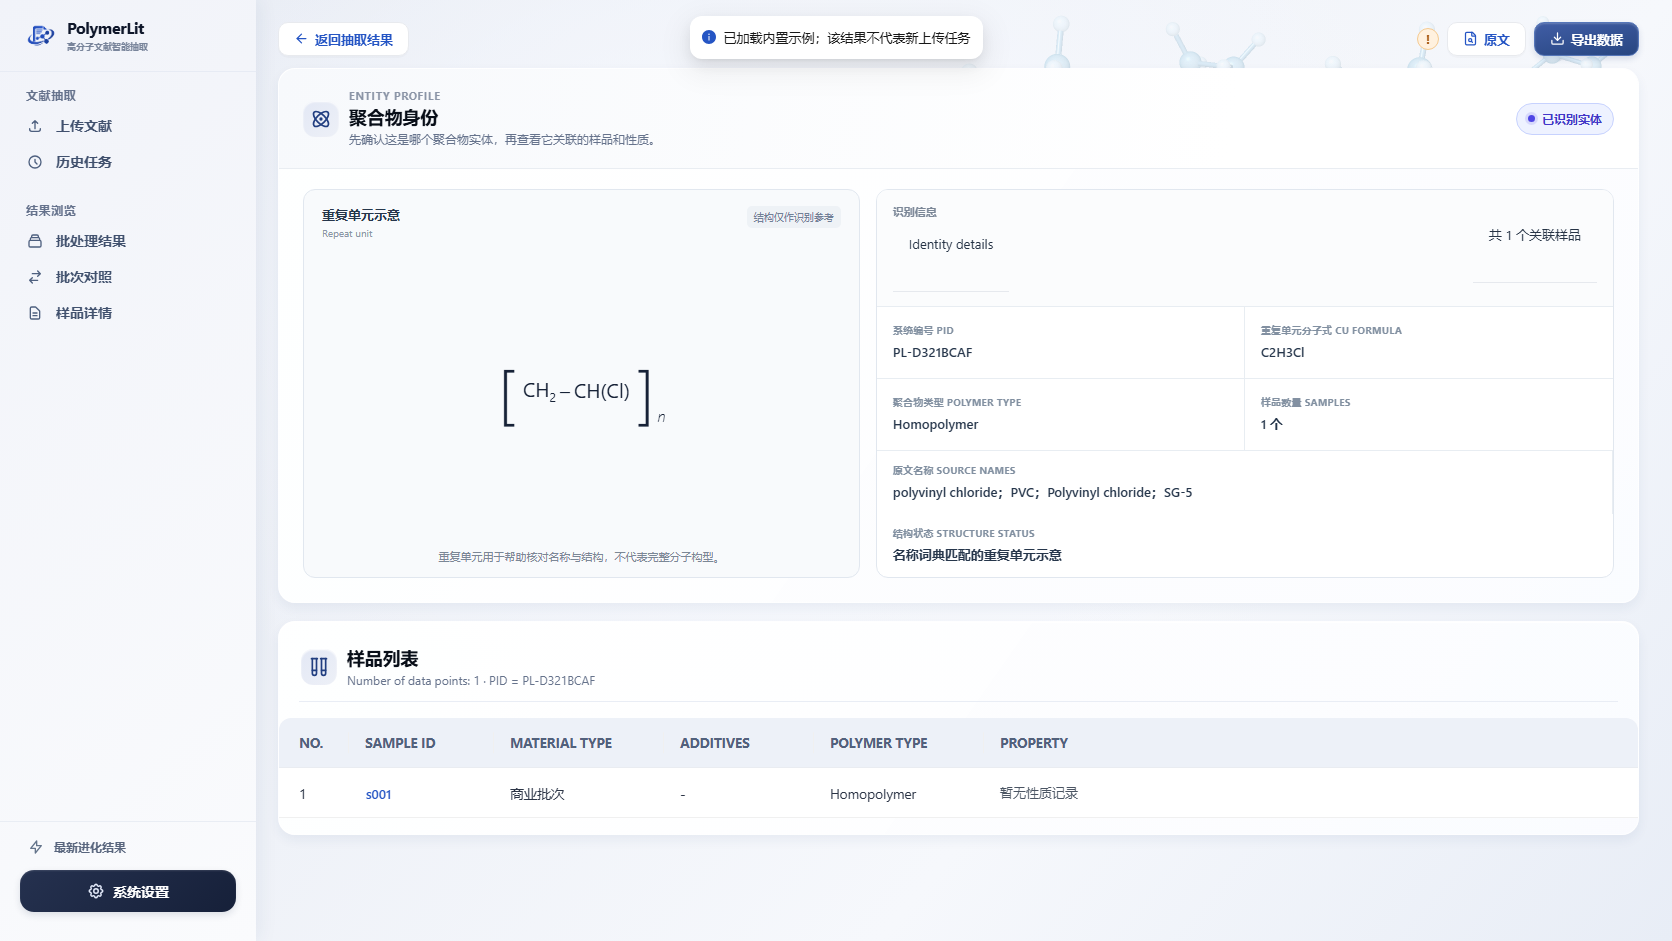 PolymerLit
高分子文献智能抽取
文献抽取
上传文献
历史任务
结果浏览
批处理结果
批次对照
样品详情
最新进化结果
系统设置
返回抽取结果
已加载内置示例；该结果不代表新上传任务
!
原文
导出数据
ENTITY PROFILE
聚合物身份
先确认这是哪个聚合物实体，再查看它关联的样品和性质。
已识别实体
重复单元示意
Repeat unit
结构仅作识别参考
[CH₂–CH(Cl)]n
重复单元用于帮助核对名称与结构，不代表完整分子构型。
识别信息
Identity details
共 1 个关联样品
系统编号 PID
PL-D321BCAF
重复单元分子式 CU FORMULA
C2H3Cl
聚合物类型 POLYMER TYPE
Homopolymer
样品数量 SAMPLES
1 个
原文名称 SOURCE NAMES
polyvinyl chloride；PVC；Polyvinyl chloride；SG-5
结构状态 STRUCTURE STATUS
名称词典匹配的重复单元示意
样品列表
Number of data points: 1 · PID = PL-D321BCAF
NO. SAMPLE ID MATERIAL TYPE ADDITIVES POLYMER TYPE PROPERTY
1 s001 商业批次 - Homopolymer 暂无性质记录